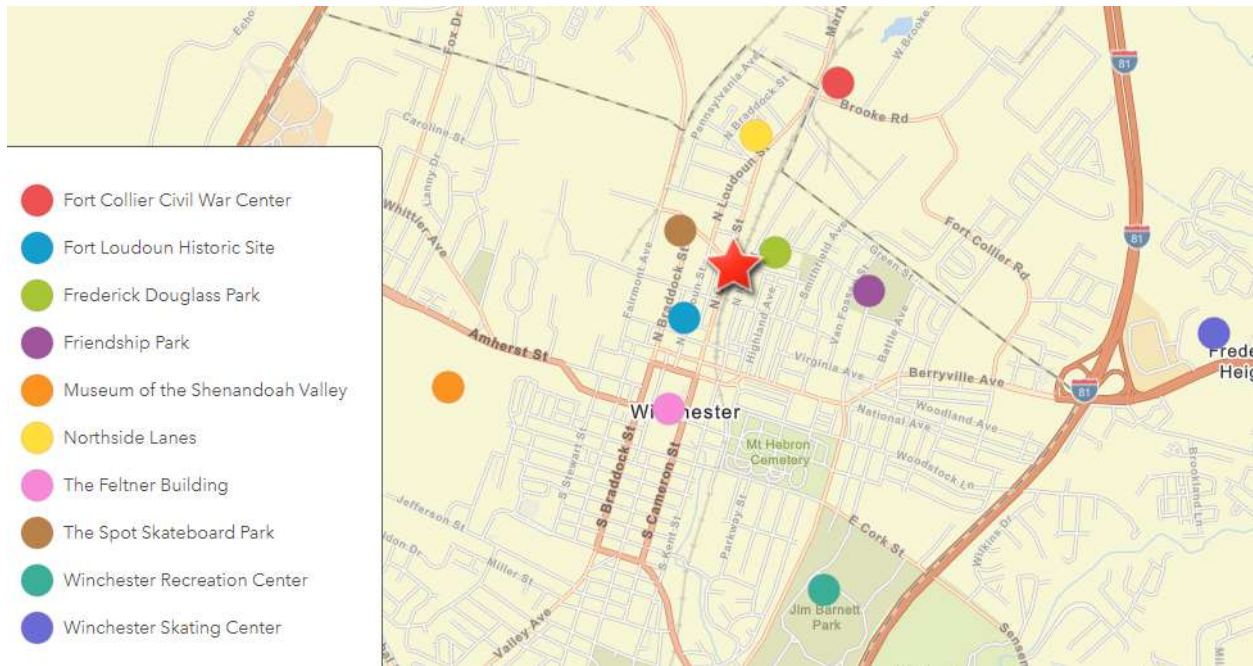 Fort Collier Civil War Center
Fort Loudoun Historic Site
Frederick Douglass Park
Friendship Park
Museum of the Shenandoah Valley
Northside Lanes
The Feltner Building
The Spot Skateboard Park
Winchester Recreation Center
Winchester Skating Center
Fox Dr
81
W Brooke
Pennsylvania Ave
N Braddock St
Brooke Rd
Caroline St
Lanny Dr
Whittier Ave
N Loudoun St
Fort Collier Rd
81
Fairmont Ave
N Braddock St
Smithfield Ave
Green St
Van Fossen St
Highland Ave
Battle Ave
Amherst St
Virginia Ave
Berryville Ave
81
Woodland Ave
National Ave
Mt Hebron
Cemetery
Woodstock Ln
S Stewart St
S Braddock St
S Cameron St
S Kent St
Parkway St
Jefferson St
Miller St
Valley Ave
E Cork St
Wilkins Dr
Brookland Ln
Jim Barnett
Park